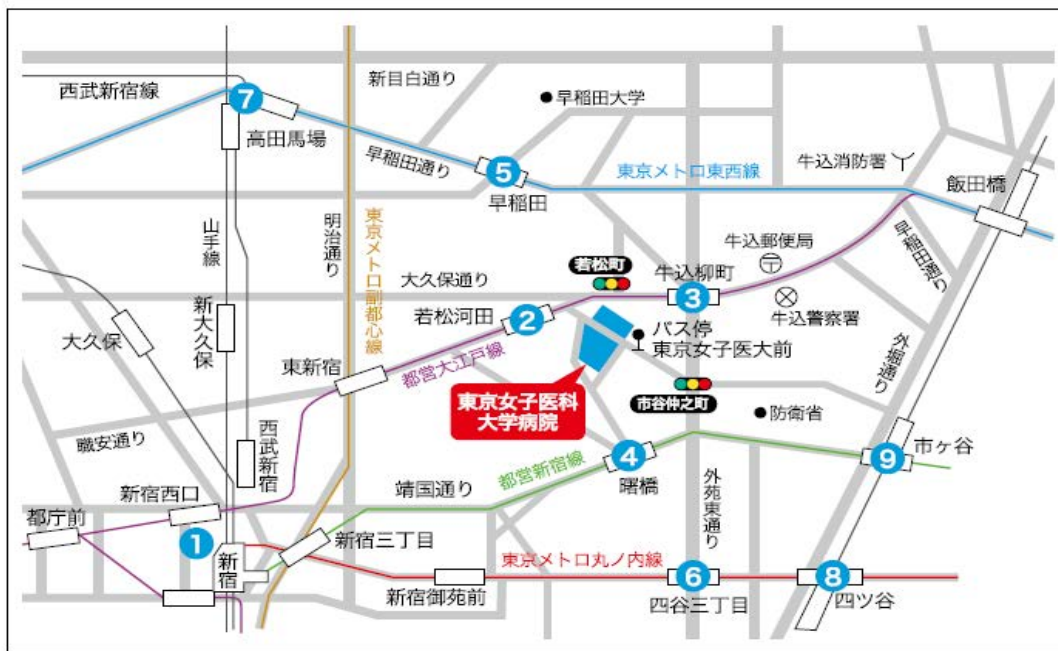 新目白通り
西武新宿線
7
早稲田大学
高田馬場
早稲田通り
5
早稲田
東京メトロ東西線
牛込消防署
飯田橋
山手線
明治通り
東京メトロ副都心線
早稲田通り
牛込郵便局
若松町
大久保通り
牛込柳町
3
新大久保
若松河田
2
バス停
東京女子医大前
牛込警察署
大久保
外堀通り
東新宿
都営大江戸線
東京女子医科
大学病院
市谷仲之町
防衛省
職安通り
西武新宿
4
曙橋
都営新宿線
市ヶ谷
9
新宿西口
靖国通り
外苑東通り
都庁前
1
新宿
新宿三丁目
東京メトロ丸ノ内線
新宿御苑前
6
四谷三丁目
8
四ツ谷